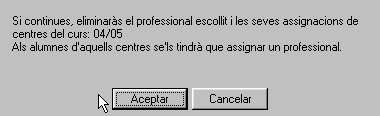 Si continues, eliminaràs el professional escollit i les seves assignacions de
centres del curs: 04/05
Als alumnes d'aquells centres se'ls tindrà que assignar un professional.
Aceptar Cancelar